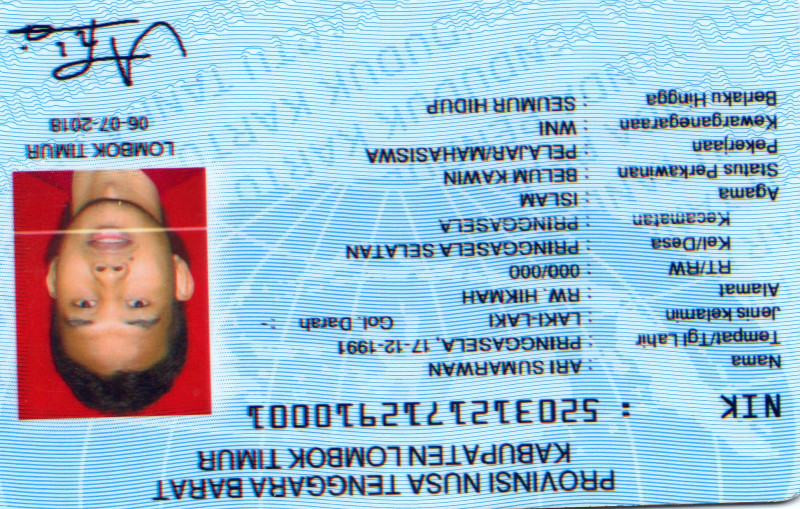 PROVINSI NUSA TENGGARA BARAT
KABUPATEN LOMBOK TIMUR
NIK : 5203121712910001
Nama : ARI SUMARWAN
Tempat/Tgl Lahir : PRINGGASELA, 17-12-1991
Jenis kelamin : LAKI-LAKI Gol. Darah : -
Alamat : RW. HIKMAH
RT/RW : 000/000
Kel/Desa : PRINGGASELA SELATAN
Kecamatan : PRINGGASELA
Agama : ISLAM
Status Perkawinan : BELUM KAWIN
Pekerjaan : PELAJAR/MAHASISWA
Kewarganegaraan : WNI
Berlaku Hingga : SEUMUR HIDUP
LOMBOK TIMUR
06-07-2018